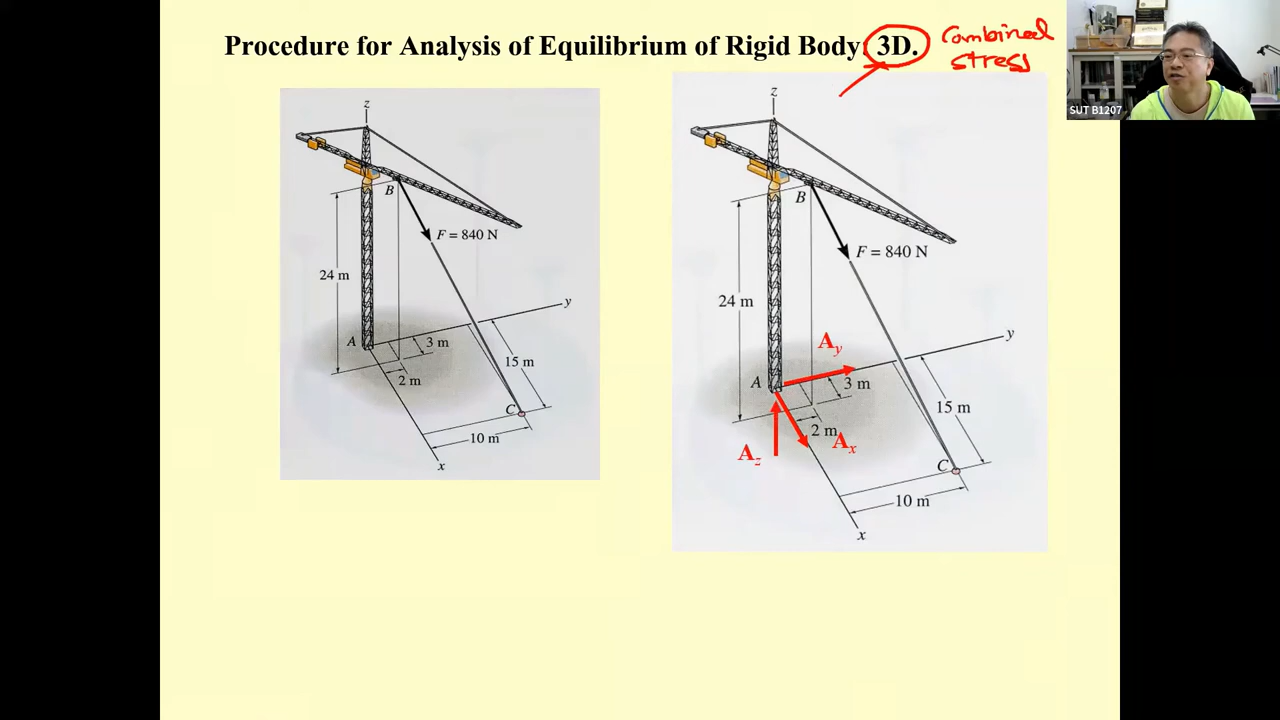 Procedure for Analysis of Equilibrium of Rigid Body: 3D.
Combined
stress
SUT B1207
z
B
F = 840 N
24 m
y
A
3 m
15 m
2 m
C
10 m
x
z
B
F = 840 N
24 m
y
Ay
A
3 m
15 m
2 m
Ax
Az
C
10 m
x